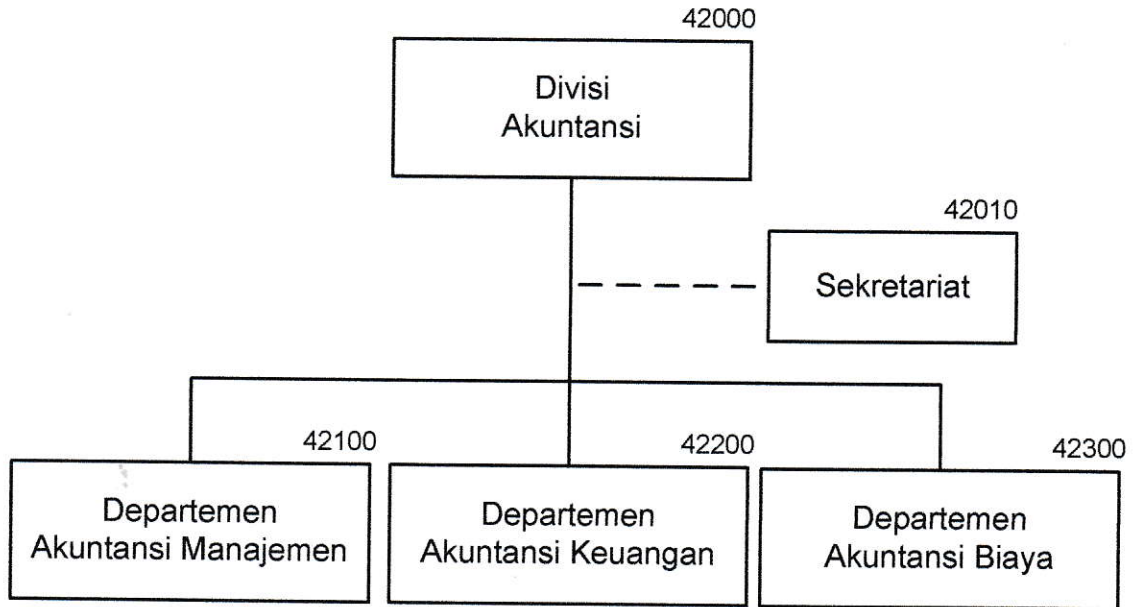 42000
Divisi
Akuntansi
42010
Sekretariat
42100
Departemen
Akuntansi Manajemen
42200
Departemen
Akuntansi Keuangan
42300
Departemen
Akuntansi Biaya